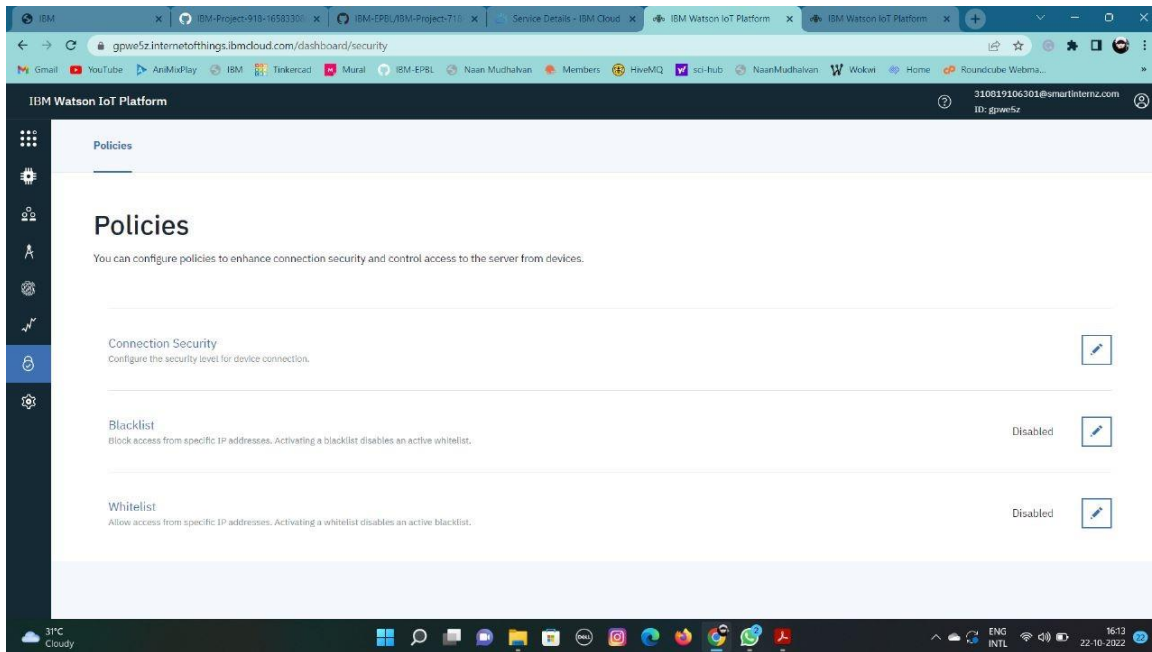 IBM
IBM-Project-918-16583308
IBM-EPBL/IBM-Project-718
Service Details - IBM Cloud
IBM Watson IoT Platform
IBM Watson IoT Platform
gpwe5z.internetofthings.ibmcloud.com/dashboard/security
Gmail
YouTube
AniMixPlay
IBM
Tinkercad
Mural
IBM-EPBL
Naan Mudhalvan
Members
HiveMQ
sci-hub
NaanMudhalvan
Wokwi
Home
Roundcube Webma...
IBM Watson IoT Platform
310819106301@smartinternz.com
ID: gpwe5z
Policies
Policies
You can configure policies to enhance connection security and control access to the server from devices.
Connection Security
Configure the security level for device connection.
Blacklist
Block access from specific IP addresses. Activating a blacklist disables an active whitelist.
Disabled
Whitelist
Allow access from specific IP addresses. Activating a whitelist disables an active blacklist.
Disabled
31°C
Cloudy
DELL
ENG
INTL
16:13
22-10-2022
22